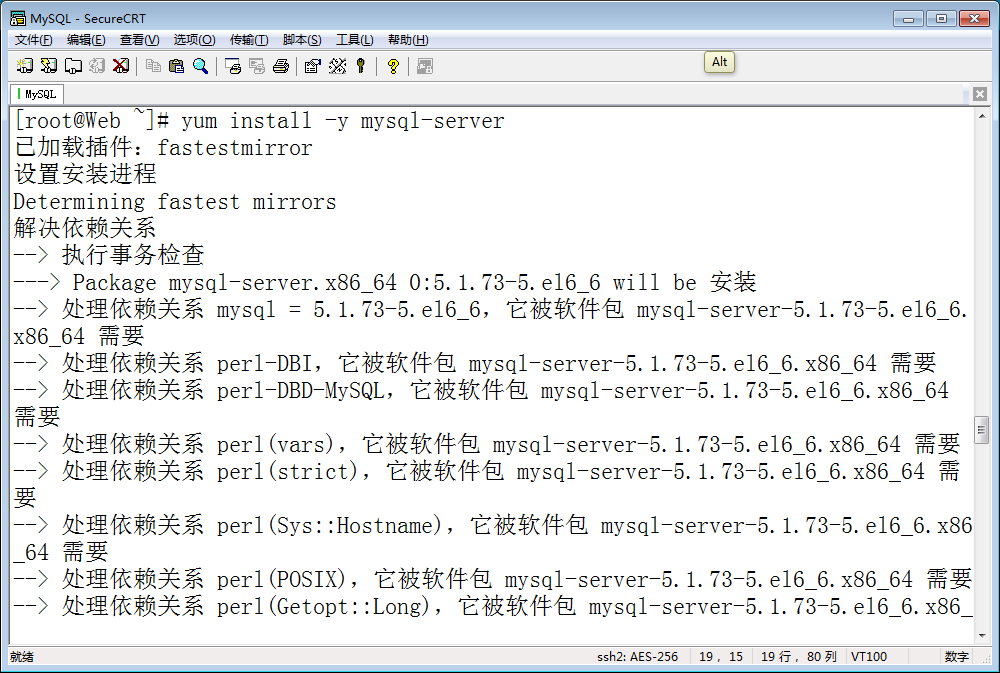 MySQL - SecureCRT
文件(F) 编辑(E) 查看(V) 选项(O) 传输(T) 脚本(S) 工具(L) 帮助(H)
Alt
MySQL
[root@Web ~]# yum install -y mysql-server
已加载插件：fastestmirror
设置安装进程
Determining fastest mirrors
解决依赖关系
--> 执行事务检查
---> Package mysql-server.x86_64 0:5.1.73-5.el6_6 will be 安装
--> 处理依赖关系 mysql = 5.1.73-5.el6_6，它被软件包 mysql-server-5.1.73-5.el6_6.
x86_64 需要
--> 处理依赖关系 perl-DBI，它被软件包 mysql-server-5.1.73-5.el6_6.x86_64 需要
--> 处理依赖关系 perl-DBD-MySQL，它被软件包 mysql-server-5.1.73-5.el6_6.x86_64
需要
--> 处理依赖关系 perl(vars)，它被软件包 mysql-server-5.1.73-5.el6_6.x86_64 需要
--> 处理依赖关系 perl(strict)，它被软件包 mysql-server-5.1.73-5.el6_6.x86_64 需
要
--> 处理依赖关系 perl(Sys::Hostname)，它被软件包 mysql-server-5.1.73-5.el6_6.x86
_64 需要
--> 处理依赖关系 perl(POSIX)，它被软件包 mysql-server-5.1.73-5.el6_6.x86_64 需要
--> 处理依赖关系 perl(Getopt::Long)，它被软件包 mysql-server-5.1.73-5.el6_6.x86_
就绪 ssh2: AES-256 19, 15 19 行, 80 列 VT100 数字